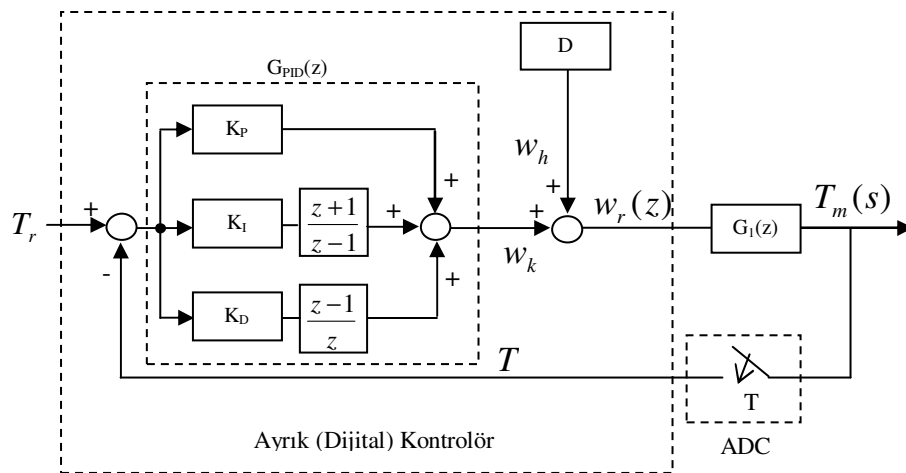 D
G_PID(z)
K_P
w_h
+
+
+
w_r(z)
T_m(s)
T_r
+
K_I
z+1
z−1
+
+
w_k
G_1(z)
-
+
K_D
z−1
z
T
T
Ayrık (Dijital) Kontrolör
ADC